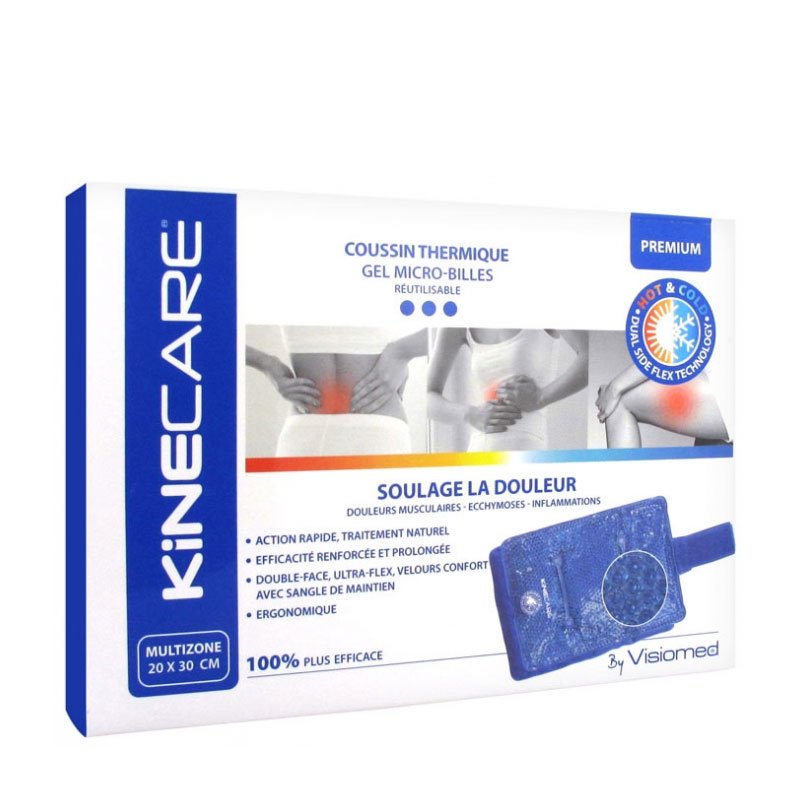 KiNECARE®
MULTIZONE
20 X 30 CM
COUSSIN THERMIQUE
GEL MICRO-BILLES
RÉUTILISABLE
PREMIUM
HOT & COLD
• DUAL SIDE FLEX TECHNOLOGY •
SOULAGE LA DOULEUR
DOULEURS MUSCULAIRES - ECCHYMOSES - INFLAMMATIONS
• ACTION RAPIDE, TRAITEMENT NATUREL
• EFFICACITÉ RENFORCÉE ET PROLONGÉE
• DOUBLE-FACE, ULTRA-FLEX, VELOURS CONFORT
AVEC SANGLE DE MAINTIEN
• ERGONOMIQUE
100% PLUS EFFICACE
By Visiomed